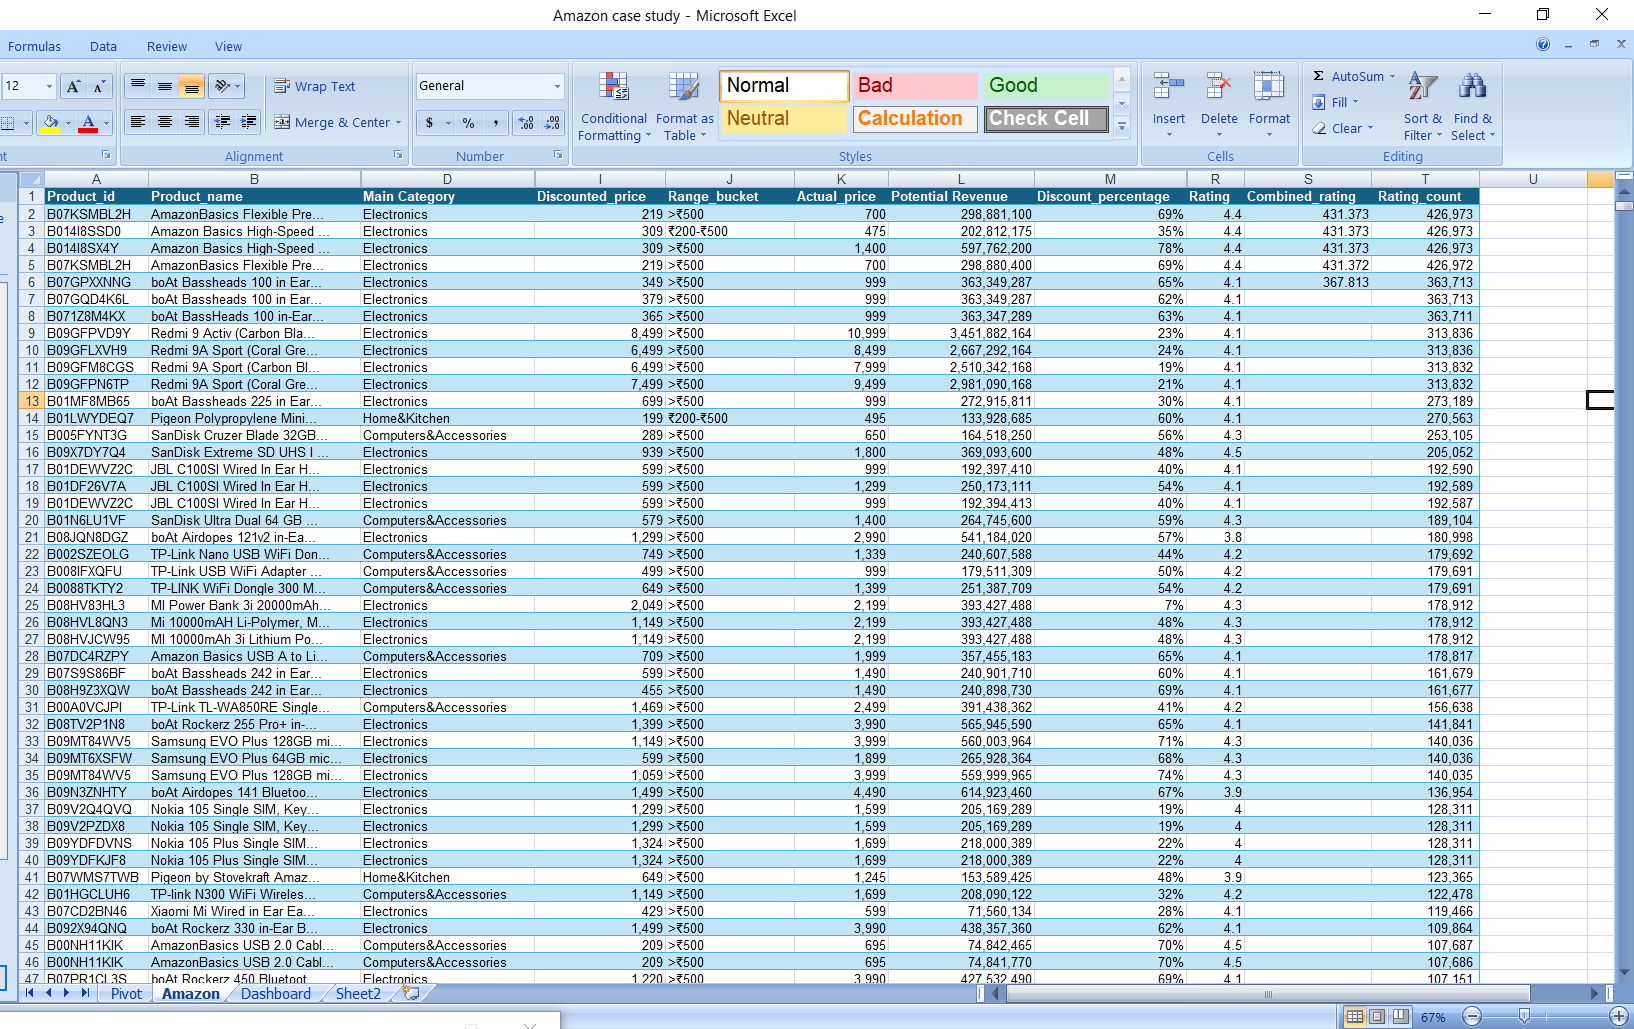 Amazon case study - Microsoft Excel
Formulas Data Review View
12 A A Wrap Text General Normal Bad Good AutoSum
Merge & Center $ % , Conditional Formatting Format as Table Neutral Calculation Check Cell Insert Delete Format Fill Clear Sort & Filter Find & Select
Alignment Number Styles Cells Editing
A B D I J K L M R S T U
1 Product_id Product_name Main Category Discounted_price Range_bucket Actual_price Potential Revenue Discount_percentage Rating Combined_rating Rating_count
2 B07KSMBL2H AmazonBasics Flexible Pre... Electronics 219 >₹500 700 298,881,100 69% 4.4 431.373 426,973
3 B014I8SSD0 Amazon Basics High-Speed ... Electronics 309 ₹200-₹500 475 202,812,175 35% 4.4 431.373 426,973
4 B014I8SX4Y Amazon Basics High-Speed ... Electronics 309 >₹500 1,400 597,762,200 78% 4.4 431.373 426,973
5 B07KSMBL2H AmazonBasics Flexible Pre... Electronics 219 >₹500 700 298,880,400 69% 4.4 431.372 426,972
6 B07GPXXNNG boAt Bassheads 100 in Ear... Electronics 349 >₹500 999 363,349,287 65% 4.1 367.813 363,713
7 B07GQD4K6L boAt Bassheads 100 in Ear... Electronics 379 >₹500 999 363,349,287 62% 4.1 363,713
8 B071Z8M4KX boAt BassHeads 100 in-Ear... Electronics 365 >₹500 999 363,347,289 63% 4.1 363,711
9 B09GFPVD9Y Redmi 9 Activ (Carbon Bla... Electronics 8,499 >₹500 10,999 3,451,882,164 23% 4.1 313,836
10 B09GFLXVH9 Redmi 9A Sport (Coral Gre... Electronics 6,499 >₹500 8,499 2,667,292,164 24% 4.1 313,836
11 B09GFM8CGS Redmi 9A Sport (Carbon Bl... Electronics 6,499 >₹500 7,999 2,510,342,168 19% 4.1 313,832
12 B09GFPN6TP Redmi 9A Sport (Coral Gre... Electronics 7,499 >₹500 9,499 2,981,090,168 21% 4.1 313,832
13 B01MF8MB65 boAt Bassheads 225 in Ear... Electronics 699 >₹500 999 272,915,811 30% 4.1 273,189
14 B01LWYDEQ7 Pigeon Polypropylene Mini... Home&Kitchen 199 ₹200-₹500 495 133,928,685 60% 4.1 270,563
15 B005FYNT3G SanDisk Cruzer Blade 32GB... Computers&Accessories 289 >₹500 650 164,518,250 56% 4.3 253,105
16 B09X7DY7Q4 SanDisk Extreme SD UHS I ... Electronics 939 >₹500 1,800 369,093,600 48% 4.5 205,052
17 B01DEWVZ2C JBL C100SI Wired In Ear H... Electronics 599 >₹500 999 192,397,410 40% 4.1 192,590
18 B01DF26V7A JBL C100SI Wired In Ear H... Electronics 599 >₹500 1,299 250,173,111 54% 4.1 192,589
19 B01DEWVZ2C JBL C100SI Wired In Ear H... Electronics 599 >₹500 999 192,394,413 40% 4.1 192,587
20 B01N6LU1VF SanDisk Ultra Dual 64 GB ... Computers&Accessories 579 >₹500 1,400 264,745,600 59% 4.3 189,104
21 B08JQN8DGZ boAt Airdopes 121v2 in-Ea... Electronics 1,299 >₹500 2,990 541,184,020 57% 3.8 180,998
22 B002SZEOLG TP-Link Nano USB WiFi Don... Computers&Accessories 749 >₹500 1,339 240,607,588 44% 4.2 179,692
23 B008IFXQFU TP-Link USB WiFi Adapter ... Computers&Accessories 499 >₹500 999 179,511,309 50% 4.2 179,691
24 B0088TKTY2 TP-LINK WiFi Dongle 300 M... Computers&Accessories 649 >₹500 1,399 251,387,709 54% 4.2 179,691
25 B08HV83HL3 MI Power Bank 3i 20000mAh... Electronics 2,049 >₹500 2,199 393,427,488 7% 4.3 178,912
26 B08HVL8QN3 Mi 10000mAH Li-Polymer, M... Electronics 1,149 >₹500 2,199 393,427,488 48% 4.3 178,912
27 B08HVJCW95 MI 10000mAh 3i Lithium Po... Electronics 1,149 >₹500 2,199 393,427,488 48% 4.3 178,912
28 B07DC4RZPY Amazon Basics USB A to Li... Computers&Accessories 709 >₹500 1,999 357,455,183 65% 4.1 178,817
29 B07S9S86BF boAt Bassheads 242 in Ear... Electronics 599 >₹500 1,490 240,901,710 60% 4.1 161,679
30 B08H9Z3XQW boAt Bassheads 242 in Ear... Electronics 455 >₹500 1,490 240,898,730 69% 4.1 161,677
31 B00A0VCJPI TP-Link TL-WA850RE Single... Computers&Accessories 1,469 >₹500 2,499 391,438,362 41% 4.2 156,638
32 B08TV2P1N8 boAt Rockerz 255 Pro+ in-... Electronics 1,399 >₹500 3,990 565,945,590 65% 4.1 141,841
33 B09MT84WV5 Samsung EVO Plus 128GB mi... Electronics 1,149 >₹500 3,999 560,003,964 71% 4.3 140,036
34 B09MT6XSFW Samsung EVO Plus 64GB mic... Electronics 599 >₹500 1,899 265,928,364 68% 4.3 140,036
35 B09MT84WV5 Samsung EVO Plus 128GB mi... Electronics 1,059 >₹500 3,999 559,999,965 74% 4.3 140,035
36 B09N3ZNHTY boAt Airdopes 141 Bluetoo... Electronics 1,499 >₹500 4,490 614,923,460 67% 3.9 136,954
37 B09V2Q4QVQ Nokia 105 Single SIM, Key... Electronics 1,299 >₹500 1,599 205,169,289 19% 4 128,311
38 B09V2PZDX8 Nokia 105 Single SIM, Key... Electronics 1,299 >₹500 1,599 205,169,289 19% 4 128,311
39 B09YDFDVNS Nokia 105 Plus Single SIM... Electronics 1,324 >₹500 1,699 218,000,389 22% 4 128,311
40 B09YDFKJF8 Nokia 105 Plus Single SIM... Electronics 1,324 >₹500 1,699 218,000,389 22% 4 128,311
41 B07WMS7TWB Pigeon by Stovekraft Amaz... Home&Kitchen 649 >₹500 1,245 153,589,425 48% 3.9 123,365
42 B01HGCLUH6 TP-link N300 WiFi Wireles... Computers&Accessories 1,149 >₹500 1,699 208,090,122 32% 4.2 122,478
43 B07CD2BN46 Xiaomi Mi Wired in Ear Ea... Electronics 429 >₹500 599 71,560,134 28% 4.1 119,466
44 B092X94QNQ boAt Rockerz 330 in-Ear B... Electronics 1,499 >₹500 3,990 438,357,360 62% 4.1 109,864
45 B00NH11KIK AmazonBasics USB 2.0 Cabl... Computers&Accessories 209 >₹500 695 74,842,465 70% 4.5 107,687
46 B00NH11KIK AmazonBasics USB 2.0 Cabl... Computers&Accessories 209 >₹500 695 74,841,770 70% 4.5 107,686
47 B07PR1CL3S boAt Rockerz 450 Bluetoot... Electronics 1,220 >₹500 3,990 427,532,490 69% 4.1 107,151
Pivot Amazon Dashboard Sheet2
67%